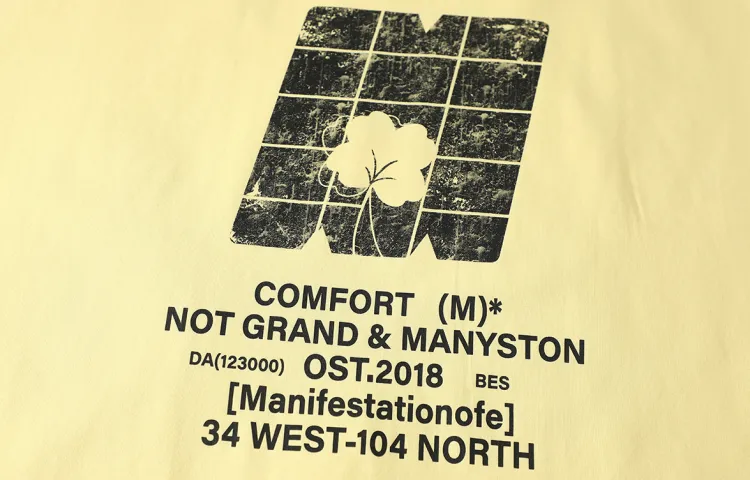 COMFORT (M)*
NOT GRAND & MANYSTON
DA(123000) OST.2018 BES
[Manifestationofe]
34 WEST-104 NORTH